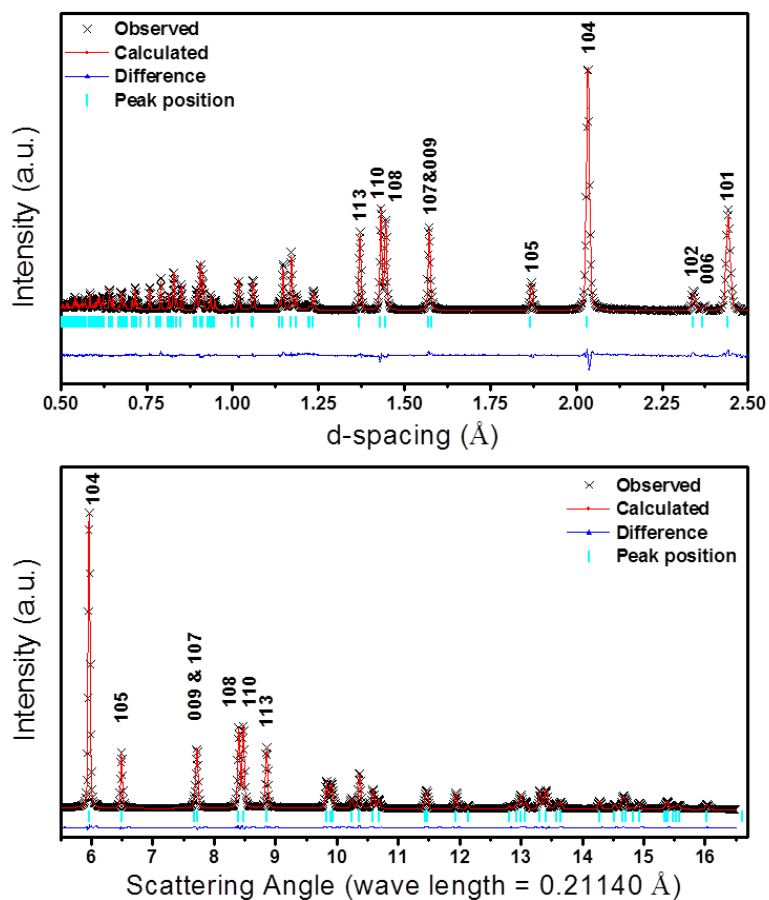 Observed
Calculated
Difference
Peak position
104
113
110
108
107&009
105
102
006
101
Intensity (a.u.)
0.50 0.75 1.00 1.25 1.50 1.75 2.00 2.25 2.50
d-spacing (Å)
Observed
Calculated
Difference
Peak position
104
105
009 & 107
108
110
113
Intensity (a.u.)
6 7 8 9 10 11 12 13 14 15 16
Scattering Angle (wave length = 0.21140 Å)